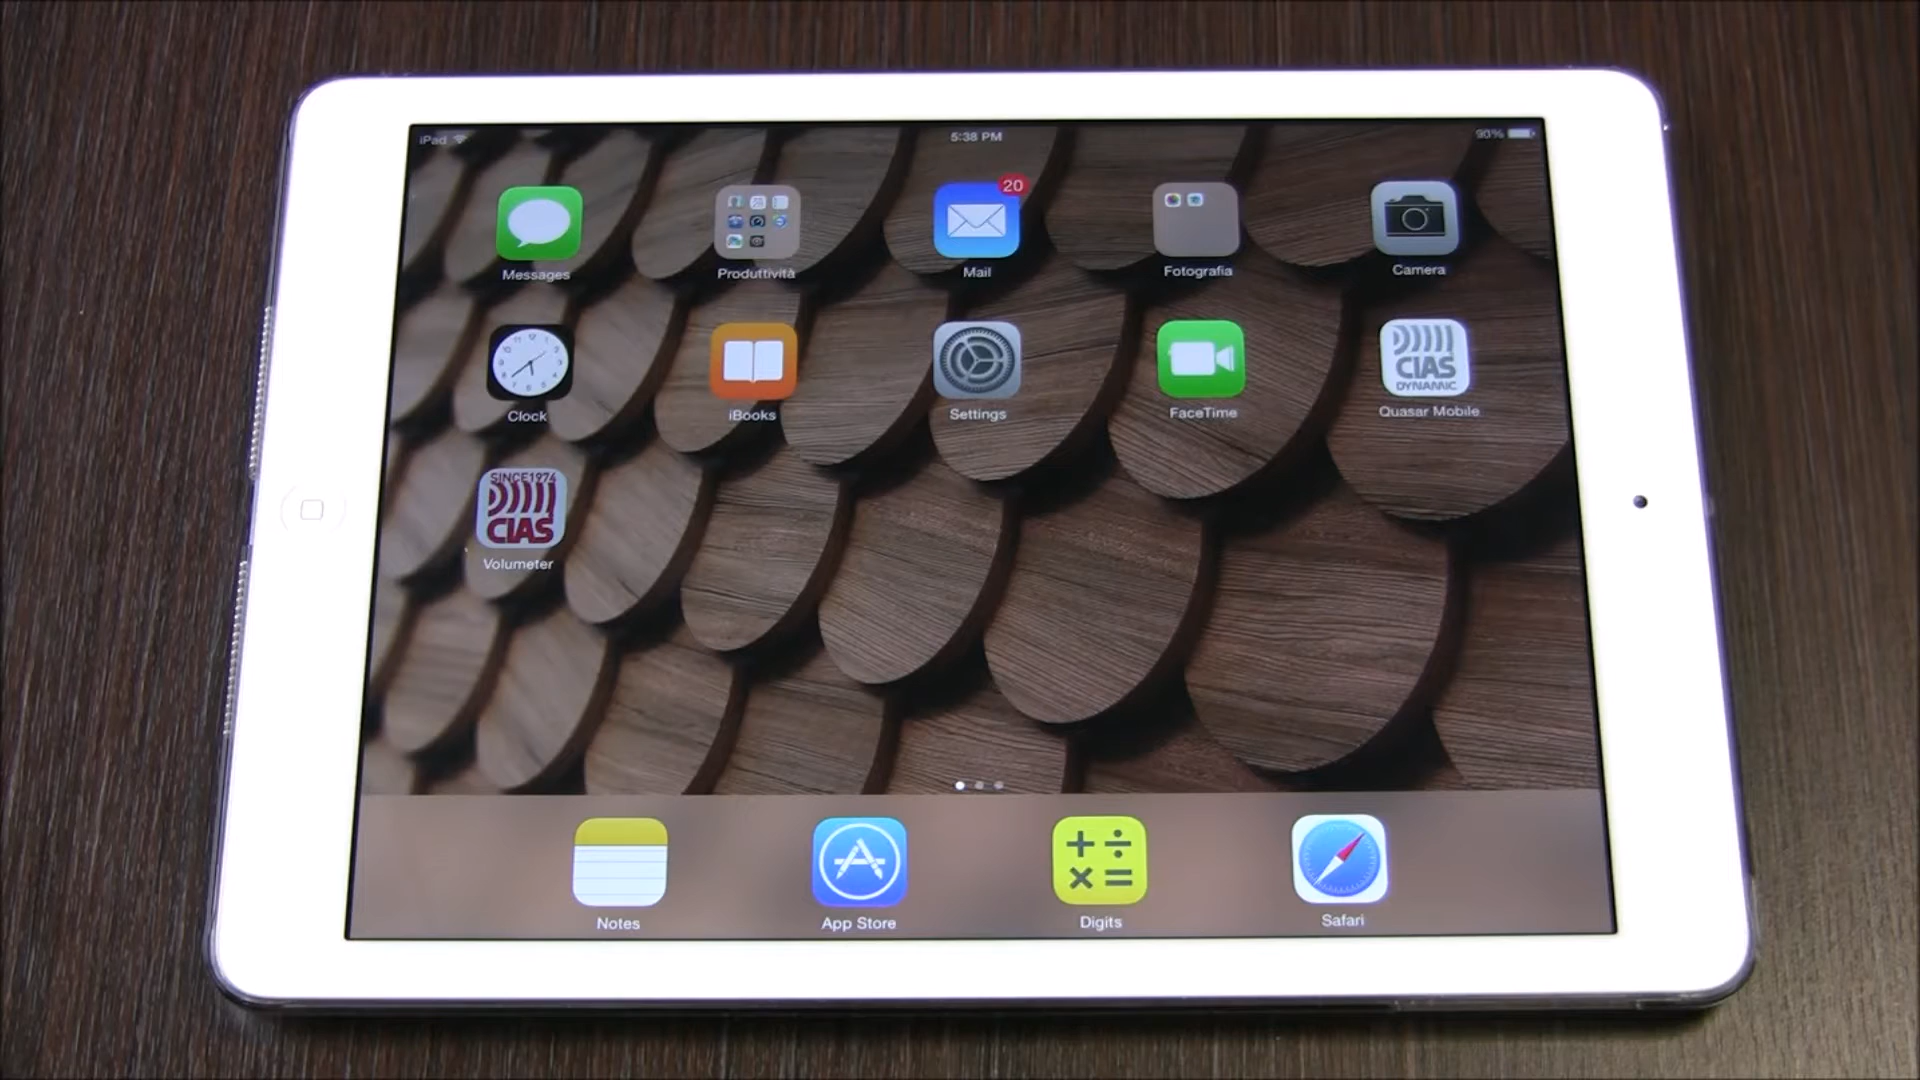 iPad
5:38 PM
93%
20
Messages
Produttività
Mail
Fotografia
Camera
CIAS
DYNAMIC
Clock
iBooks
Settings
FaceTime
Quasar Mobile
SINCE 1974
CIAS
Volumeter
Notes
App Store
Digits
Safari